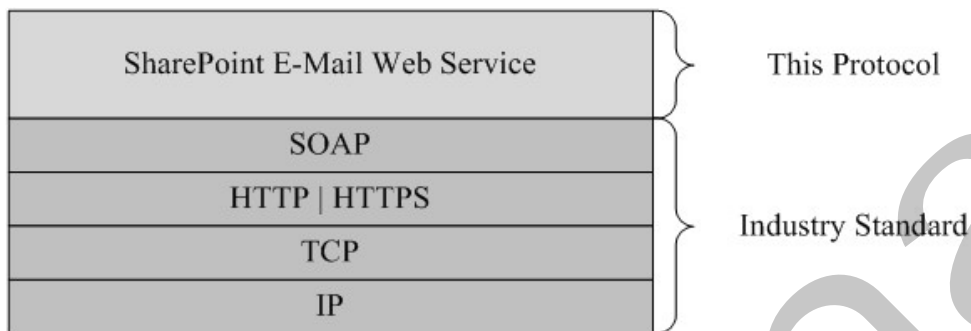 SharePoint E-Mail Web Service
This Protocol
SOAP
HTTP | HTTPS
Industry Standard
TCP
IP